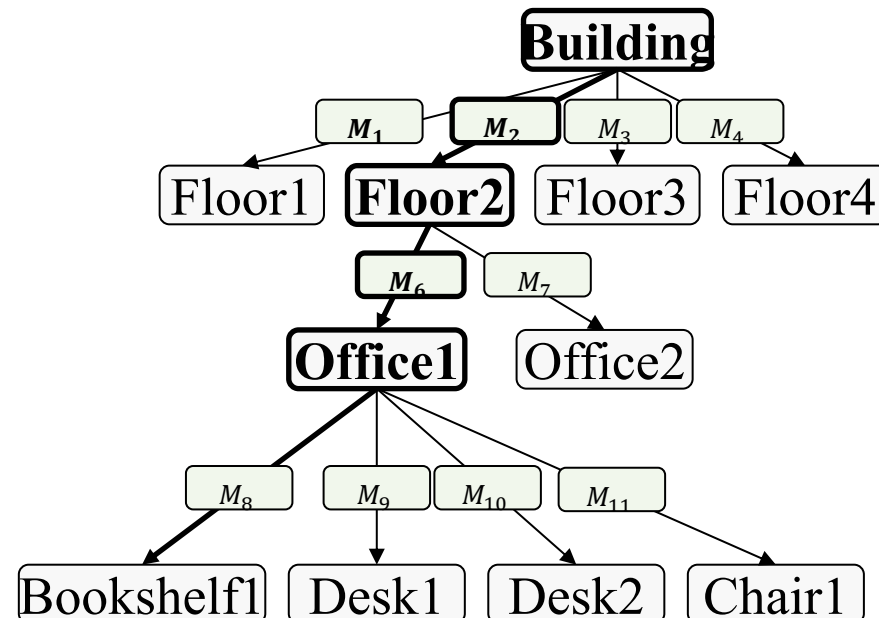 Building
M1 M2 M3 M4
Floor1 Floor2 Floor3 Floor4
M6 M7
Office1 Office2
M8 M9 M10 M11
Bookshelf1 Desk1 Desk2 Chair1